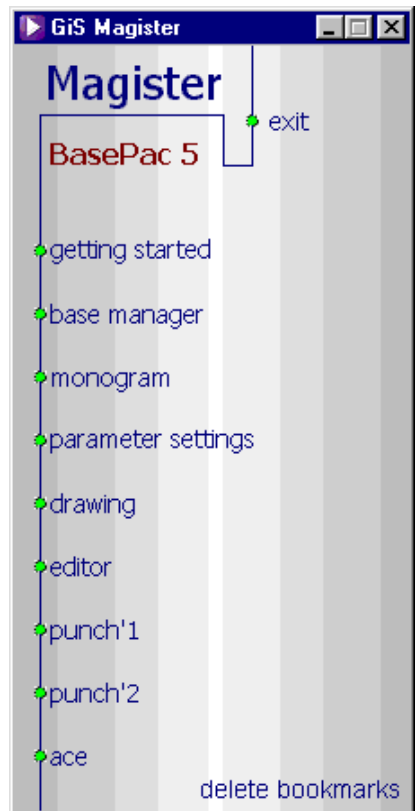 GiS Magister
Magister
exit
BasePac 5
getting started
base manager
monogram
parameter settings
drawing
editor
punch'1
punch'2
ace
delete bookmarks